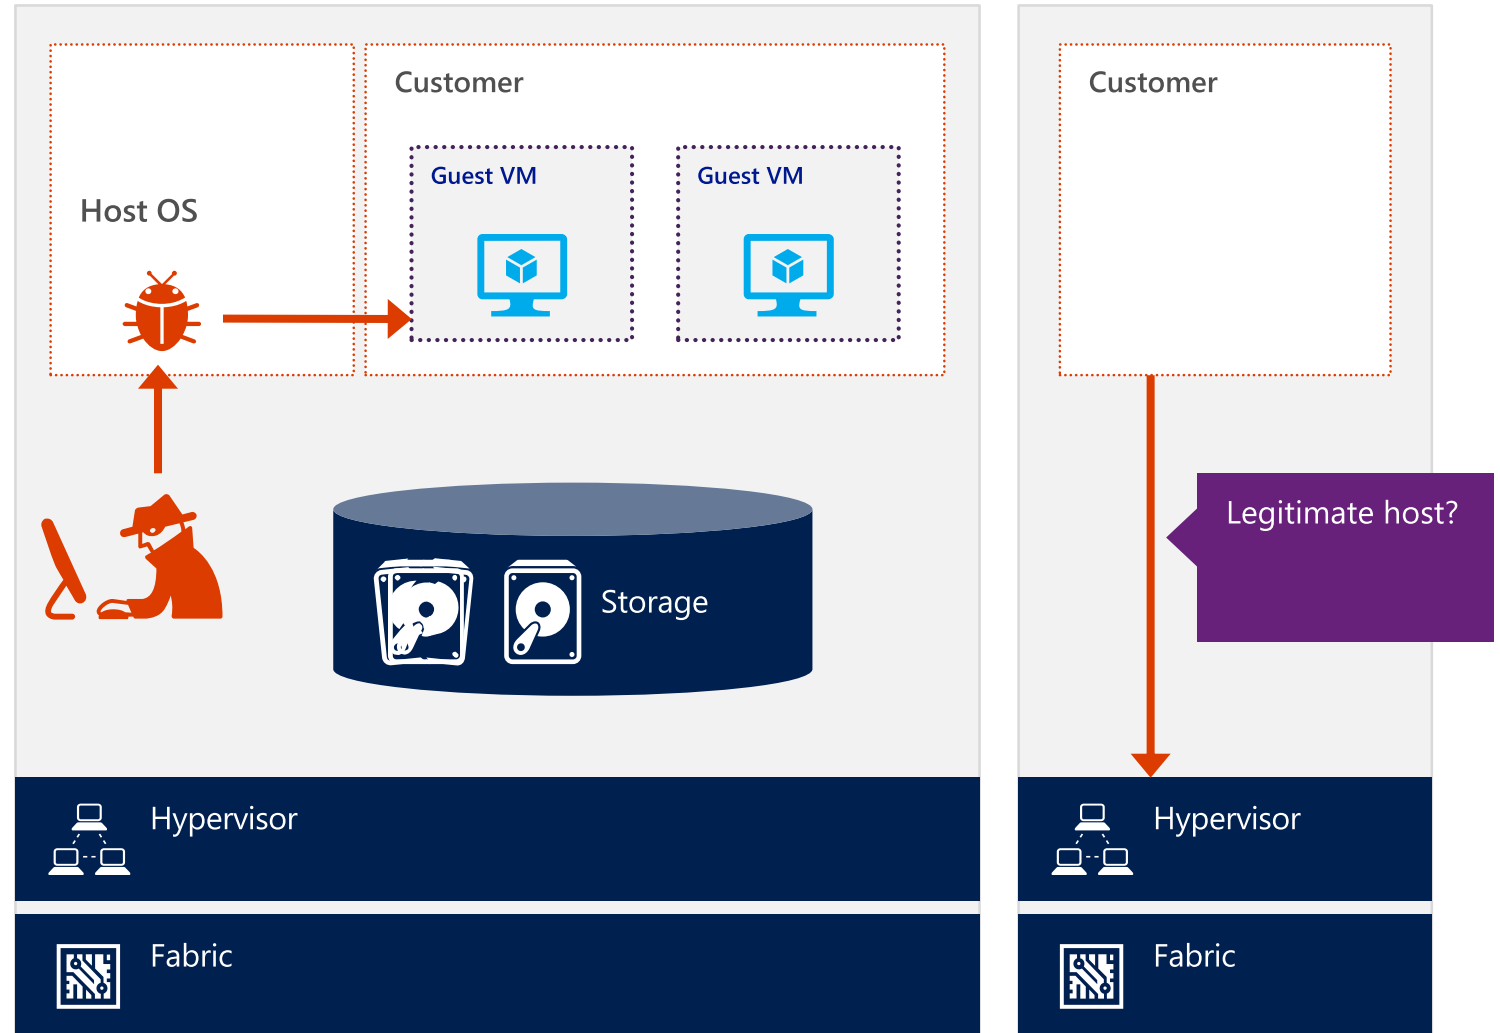 Customer
Guest VM
Guest VM
Host OS
Storage
Hypervisor
Fabric
Customer
Legitimate host?
Hypervisor
Fabric